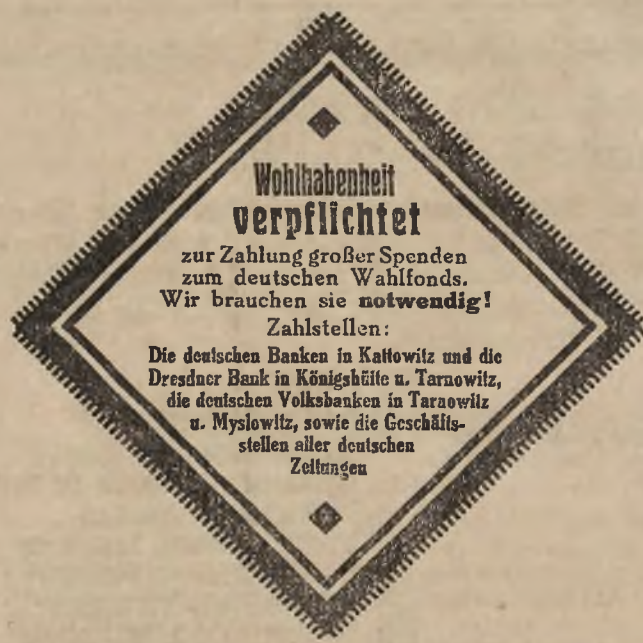 Wohlhabenheit
verpflichtet
zur Zahlung großer Spenden
zum deutschen Wahlfonds.
Wir brauchen sie notwendig!
Zahlstellen:
Die deutschen Banken in Kattowitz und die
Dresdner Bank in Königshütte u. Tarnowitz,
die deutschen Volksbanken in Tarnowitz
u. Myslowitz, sowie die Geschäfts-
stellen aller deutschen
Zeitungen